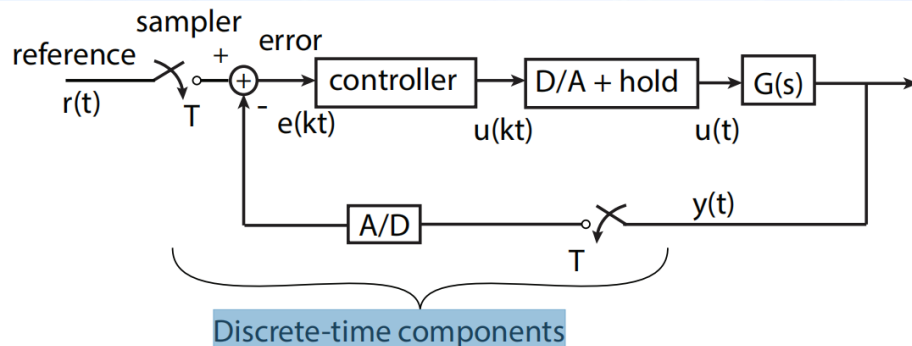 sampler
reference
+
error
+
controller
D/A + hold
G(s)
r(t)
T
-
e(kt)
u(kt)
u(t)
A/D
y(t)
T
Discrete-time components